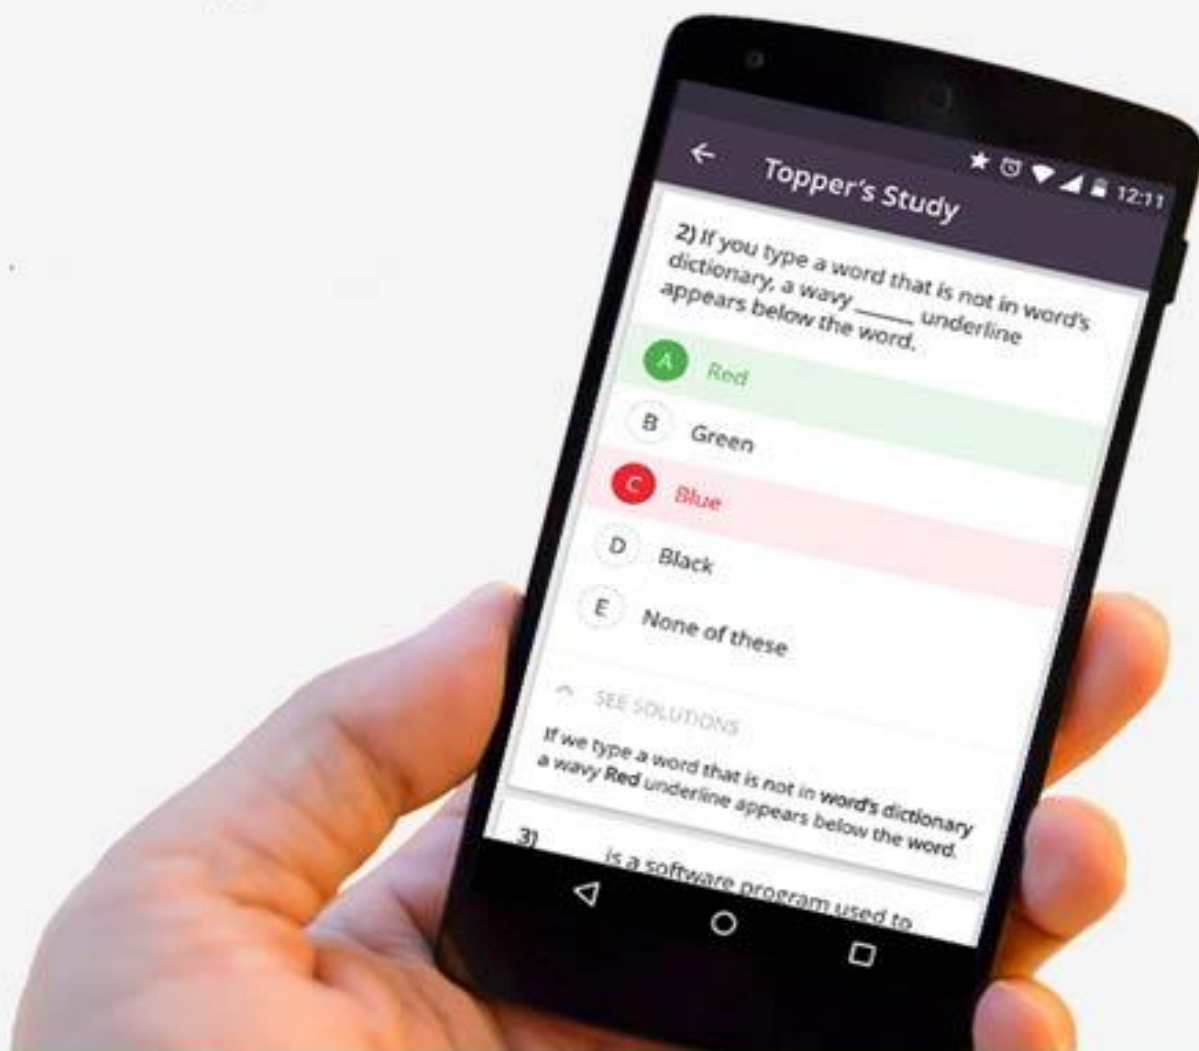 12:11
Topper's Study
2) If you type a word that is not in word's
dictionary, a wavy _____ underline
appears below the word.
A Red
B Green
C Blue
D Black
E None of these
SEE SOLUTIONS
If we type a word that is not in word's dictionary
a wavy Red underline appears below the word.
3) is a software program used to